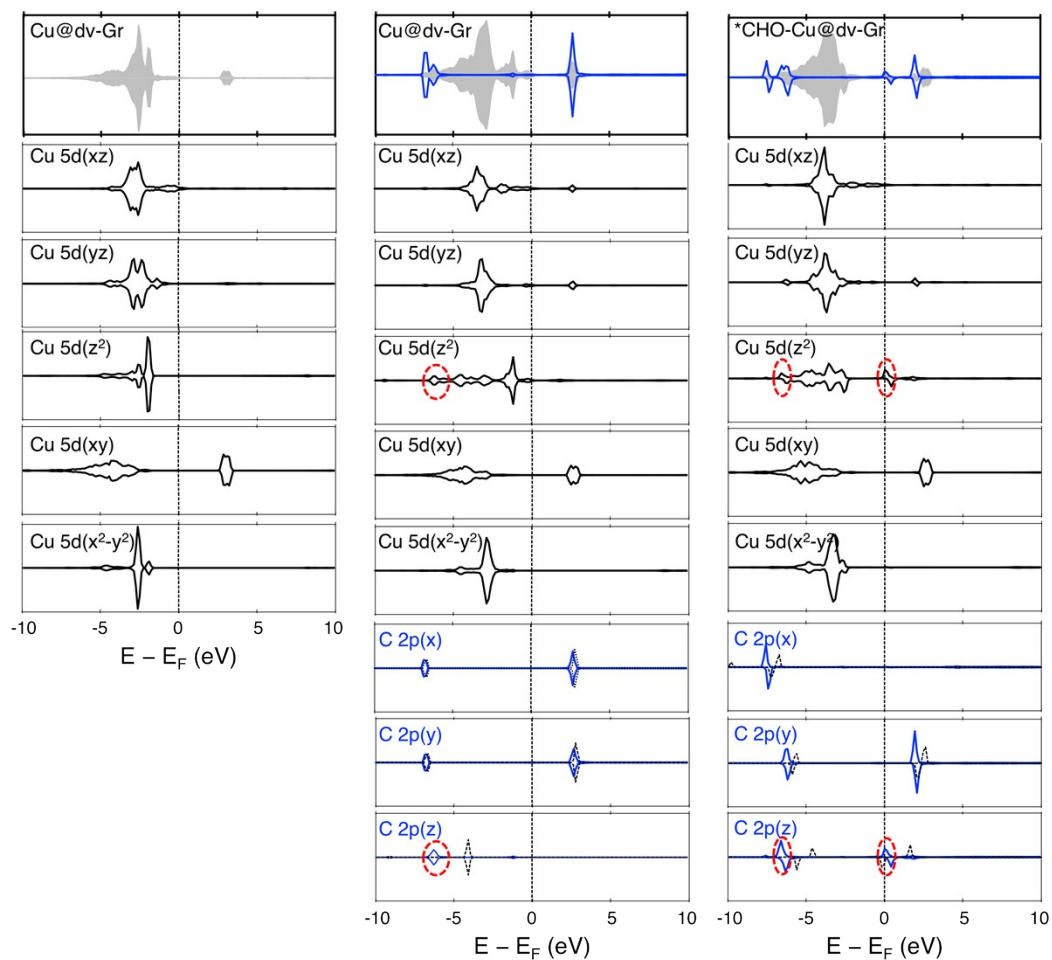 Cu@dv-Gr
Cu 5d(xz)
Cu 5d(yz)
Cu 5d(z²)
Cu 5d(xy)
Cu 5d(x²-y²)
-10 -5 0 5 10
E − E_F (eV)
Cu@dv-Gr
Cu 5d(xz)
Cu 5d(yz)
Cu 5d(z²)
Cu 5d(xy)
Cu 5d(x²-y²)
C 2p(x)
C 2p(y)
C 2p(z)
-10 -5 0 5 10
E − E_F (eV)
*CHO-Cu@dv-Gr
Cu 5d(xz)
Cu 5d(yz)
Cu 5d(z²)
Cu 5d(xy)
Cu 5d(x²-y²)
C 2p(x)
C 2p(y)
C 2p(z)
-10 -5 0 5 10
E − E_F (eV)